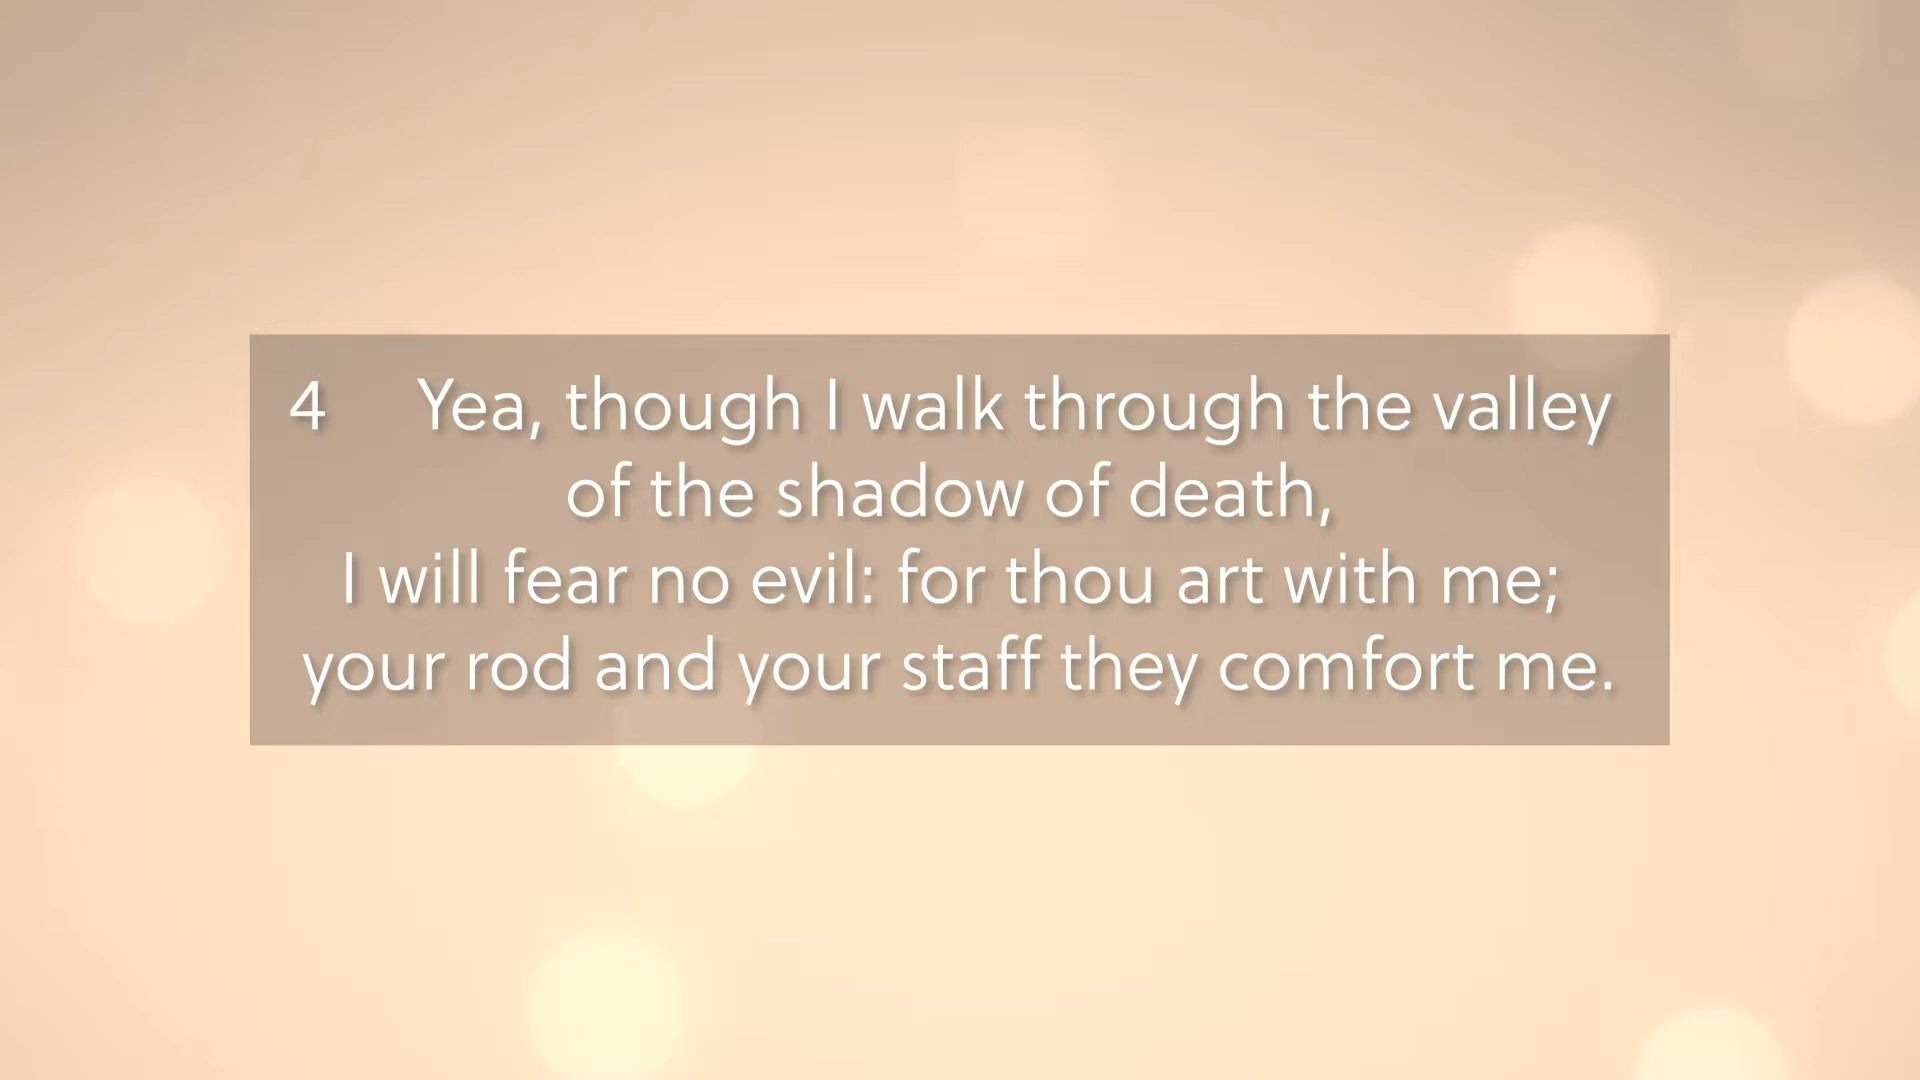 4 Yea, though I walk through the valley
of the shadow of death,
I will fear no evil: for thou art with me;
your rod and your staff they comfort me.